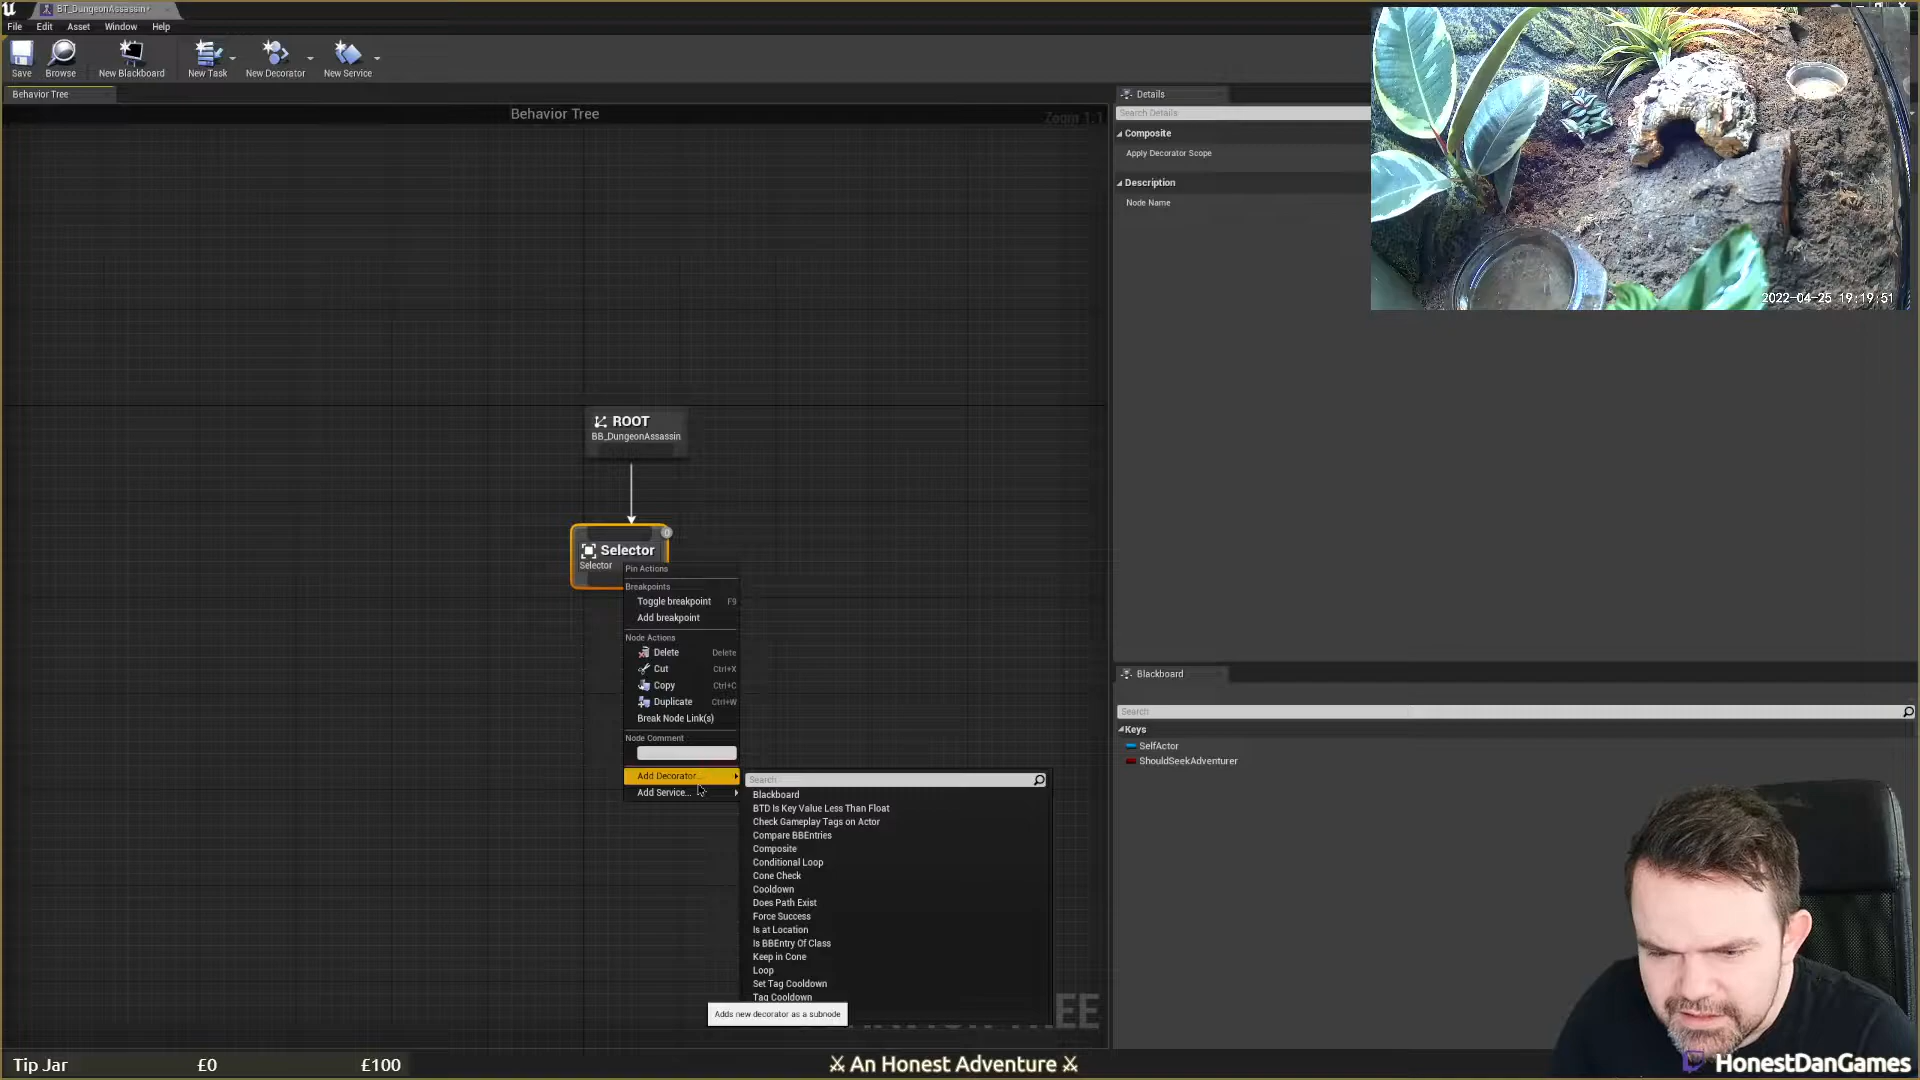 BT_DungeonAssassin*
File Edit Asset Window Help
Save Browse New Blackboard New Task New Decorator New Service
Behavior Tree
Behavior Tree
Zoom 1:1
ROOT
BB_DungeonAssassin
Selector
Selector
0
Pin Actions
Breakpoints
Toggle breakpoint F9
Add breakpoint
Node Actions
Delete Delete
Cut Ctrl+X
Copy Ctrl+C
Duplicate Ctrl+W
Break Node Link(s)
Node Comment
Add Decorator...
Add Service...
Search
Blackboard
BTD Is Key Value Less Than Float
Check Gameplay Tags on Actor
Compare BBEntries
Composite
Conditional Loop
Cone Check
Cooldown
Does Path Exist
Force Success
Is at Location
Is BBEntry Of Class
Keep in Cone
Loop
Set Tag Cooldown
Tag Cooldown
Adds new decorator as a subnode
Details
Search Details
Composite
Apply Decorator Scope
Description
Node Name
2022-04-25 19:19:51
Blackboard
Search
Keys
SelfActor
ShouldSeekAdventurer
Tip Jar £0 £100
⚔ An Honest Adventure ⚔
HonestDanGames